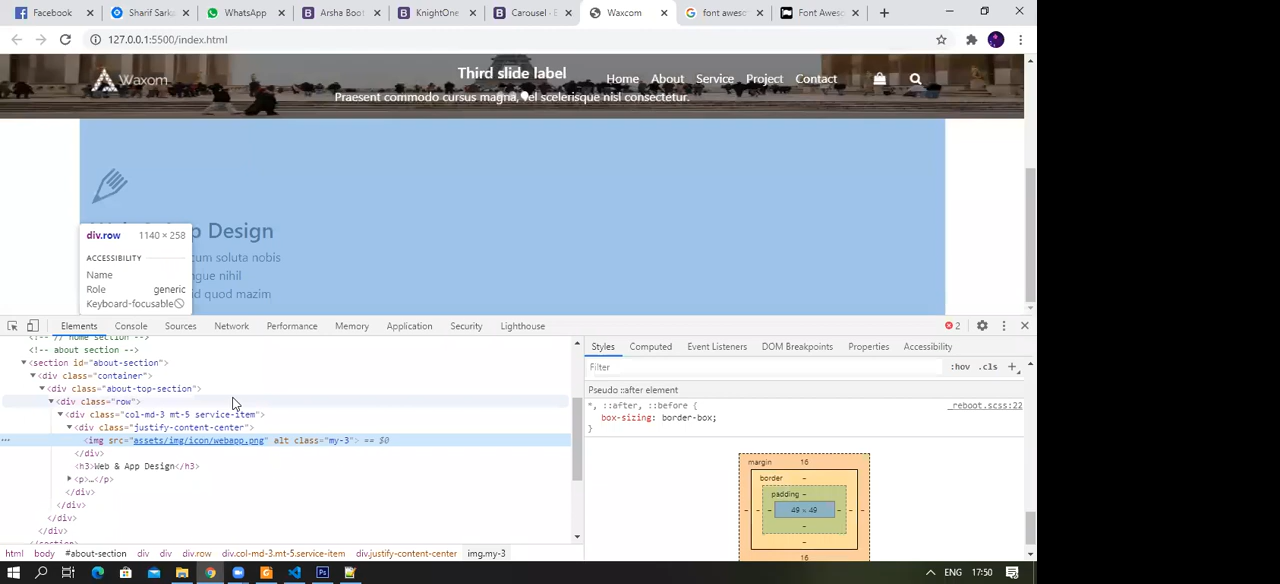 Facebook
Sharif Sark
WhatsApp
Arsha Boot
KnightOne
Carousel · E
Waxcom
font aweso
Font Aweso
127.0.0.1:5500/index.html
Waxom
Third slide label
Home
About
Service
Project
Contact
Praesent commodo cursus magna, vel scelerisque nisl consectetur.
p Design
cum soluta nobis
ngue nihil
id quod mazim
div.row 1140 × 258
ACCESSIBILITY
Name
Role generic
Keyboard-focusable
Elements
Console
Sources
Network
Performance
Memory
Application
Security
Lighthouse
2
<!-- // home section -->
<!-- about section -->
<section id="about-section">
<div class="container">
<div class="about-top-section">
<div class="row">
<div class="col-md-3 mt-5 service-item">
<div class="justify-content-center">
<img src="assets/img/icon/webapp.png" alt class="my-3"> == $0
</div>
<h3>Web & App Design</h3>
<p>…</p>
</div>
</div>
</div>
</div>
html body #about-section div div div.row div.col-md-3.mt-5.service-item div.justify-content-center img.my-3
Styles
Computed
Event Listeners
DOM Breakpoints
Properties
Accessibility
Filter
:hov .cls +
Pseudo ::after element
*, ::after, ::before {
_reboot.scss:22
box-sizing: border-box;
}
margin 16
border –
padding –
– – – 49 × 49 – – –
–
–
16
ENG 17:50